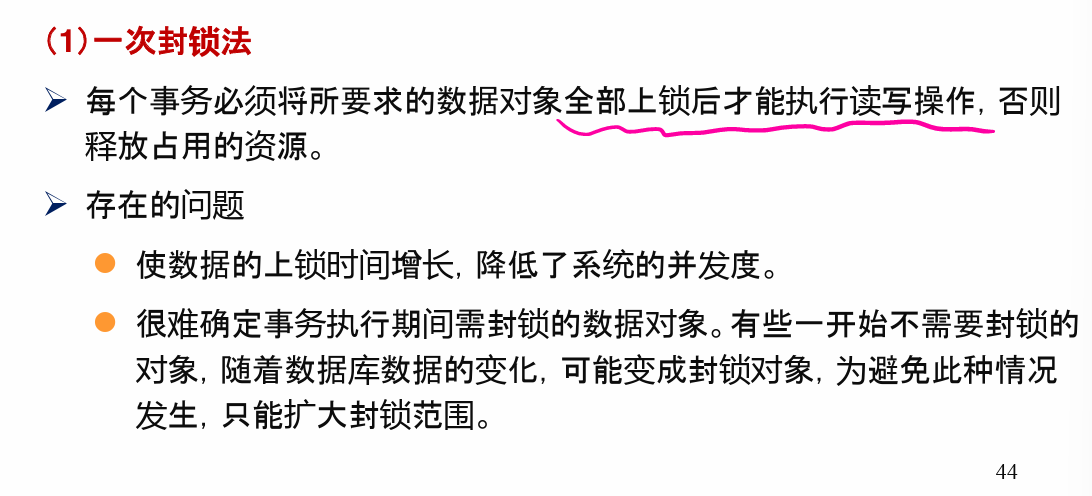 (1)一次封锁法
每个事务必须将所要求的数据对象全部上锁后才能执行读写操作，否则
释放占用的资源。
存在的问题
使数据的上锁时间增长，降低了系统的并发度。
很难确定事务执行期间需封锁的数据对象。有些一开始不需要封锁的
对象，随着数据库数据的变化，可能变成封锁对象，为避免此种情况
发生，只能扩大封锁范围。
44